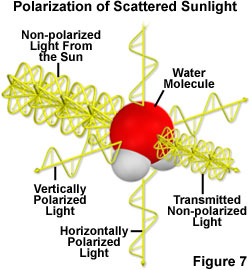 Polarization of Scattered Sunlight
Non-polarized
Light From
the Sun
Water
Molecule
Vertically
Polarized
Light
Horizontally
Polarized
Light
Transmitted
Non-polarized
Light
Figure 7